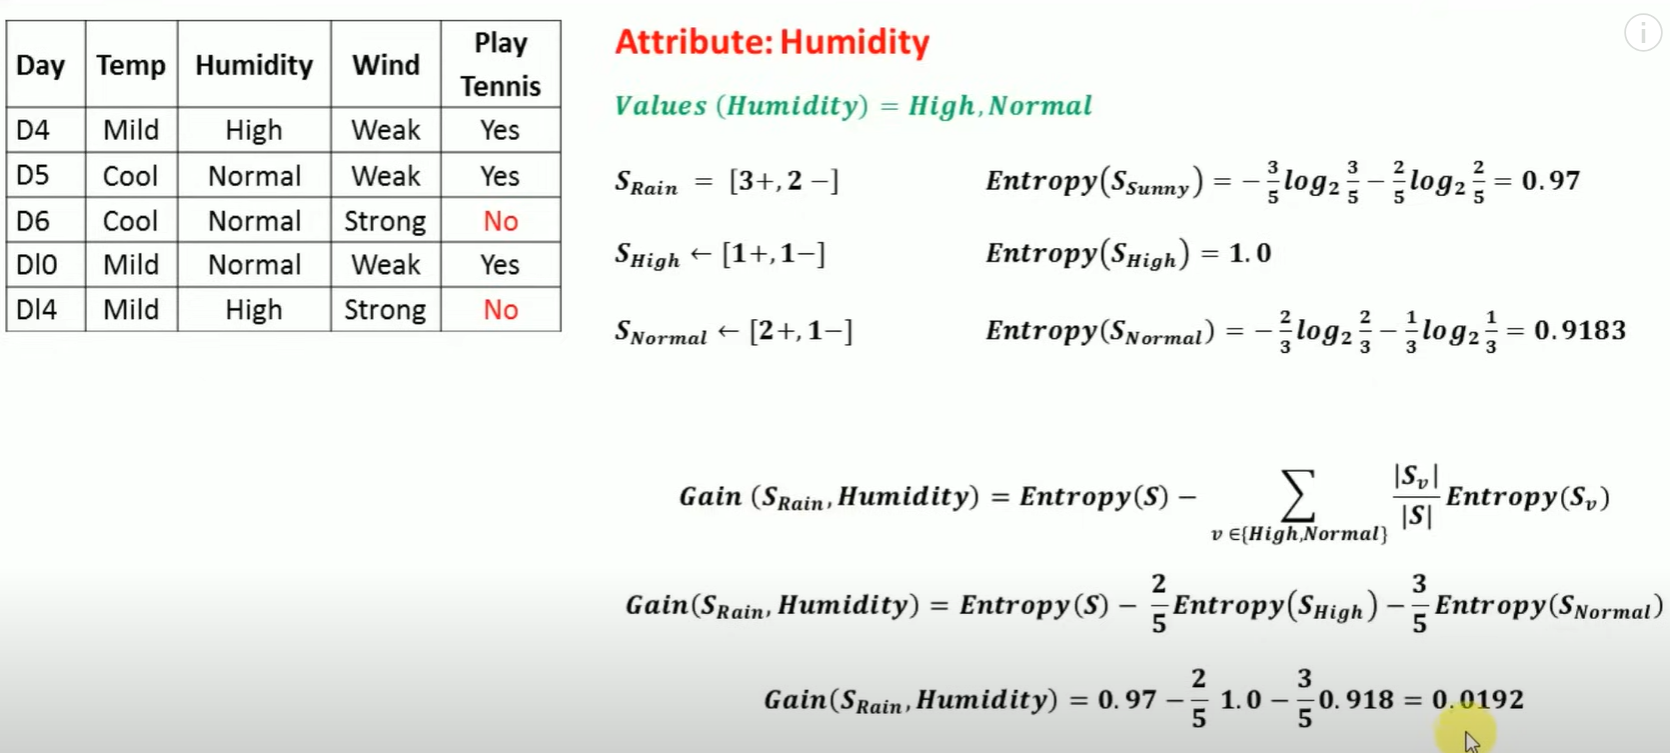 Day Temp Humidity Wind Play Tennis
D4 Mild High Weak Yes
D5 Cool Normal Weak Yes
D6 Cool Normal Strong No
Dl0 Mild Normal Weak Yes
Dl4 Mild High Strong No
Attribute: Humidity
Values (Humidity) = High, Normal
S_Rain = [3+, 2 −] Entropy(S_Sunny) = − 3/5 log₂ 3/5 − 2/5 log₂ 2/5 = 0.97
S_High ← [1+, 1−] Entropy(S_High) = 1.0
S_Normal ← [2+, 1−] Entropy(S_Normal) = − 2/3 log₂ 2/3 − 1/3 log₂ 1/3 = 0.9183
Gain (S_Rain, Humidity) = Entropy(S) − ∑ v ∈{High,Normal} |S_v|/|S| Entropy(S_v)
Gain(S_Rain, Humidity) = Entropy(S) − 2/5 Entropy(S_High) − 3/5 Entropy(S_Normal)
Gain(S_Rain, Humidity) = 0.97 − 2/5 1.0 − 3/5 0.918 = 0.0192